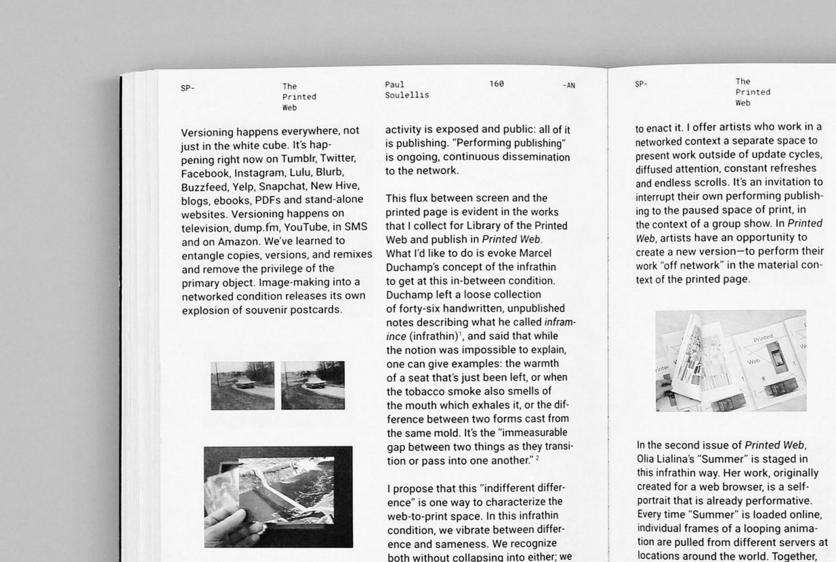 SP-
The
Printed
Web
Versioning happens everywhere, not
just in the white cube. It's hap-
pening right now on Tumblr, Twitter,
Facebook, Instagram, Lulu, Blurb,
Buzzfeed, Yelp, Snapchat, New Hive,
blogs, ebooks, PDFs and stand-alone
websites. Versioning happens on
television, dump.fm, YouTube, in SMS
and on Amazon. We've learned to
entangle copies, versions, and remixes
and remove the privilege of the
primary object. Image-making into a
networked condition releases its own
explosion of souvenir postcards.
Paul
Soulellis
160
-AN
activity is exposed and public: all of it
is publishing. “Performing publishing”
is ongoing, continuous dissemination
to the network.
This flux between screen and the
printed page is evident in the works
that I collect for Library of the Printed
Web and publish in Printed Web.
What I'd like to do is evoke Marcel
Duchamp's concept of the infrathin
to get at this in-between condition.
Duchamp left a loose collection
of forty-six handwritten, unpublished
notes describing what he called infram-
ince (infrathin)¹, and said that while
the notion was impossible to explain,
one can give examples: the warmth
of a seat that's just been left, or when
the tobacco smoke also smells of
the mouth which exhales it, or the dif-
ference between two forms cast from
the same mold. It's the “immeasurable
gap between two things as they transi-
tion or pass into one another.” ²
I propose that this “indifferent differ-
ence” is one way to characterize the
web-to-print space. In this infrathin
condition, we vibrate between differ-
ence and sameness. We recognize
both without collapsing into either; we
SP-
The
Printed
Web
to enact it. I offer artists who work in a
networked context a separate space to
present work outside of update cycles,
diffused attention, constant refreshes
and endless scrolls. It's an invitation to
interrupt their own performing publish-
ing to the paused space of print, in
the context of a group show. In Printed
Web, artists have an opportunity to
create a new version—to perform their
work “off network” in the material con-
text of the printed page.
Printed
Web
In the second issue of Printed Web,
Olia Lialina's “Summer” is staged in
this infrathin way. Her work, originally
created for a web browser, is a self-
portrait that is already performative.
Every time “Summer” is loaded online,
individual frames of a looping anima-
tion are pulled from different servers at
locations around the world. Together,